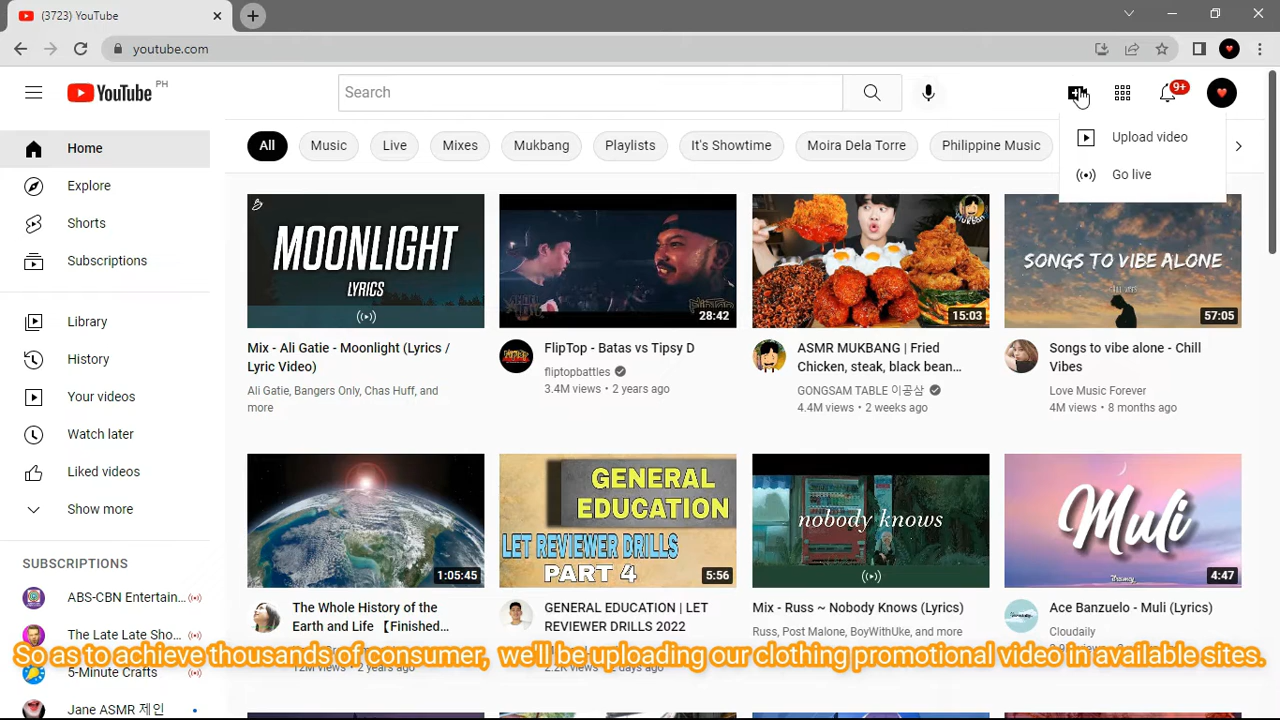 (3723) YouTube
youtube.com
YouTube PH
Search
9+
Upload video
Go live
Home
Explore
Shorts
Subscriptions
Library
History
Your videos
Watch later
Liked videos
Show more
SUBSCRIPTIONS
ABS-CBN Entertain...
The Late Late Sho...
5-Minute Crafts
Jane ASMR 제인
All
Music
Live
Mixes
Mukbang
Playlists
It's Showtime
Moira Dela Torre
Philippine Music
MOONLIGHT
LYRICS
Mix - Ali Gatie - Moonlight (Lyrics /
Lyric Video)
Ali Gatie, Bangers Only, Chas Huff, and
more
28:42
FlipTop - Batas vs Tipsy D
fliptopbattles
3.4M views • 2 years ago
15:03
ASMR MUKBANG | Fried
Chicken, steak, black bean...
GONGSAM TABLE 이공삼
4.4M views • 2 weeks ago
SONGS TO VIBE ALONE
57:05
Songs to vibe alone - Chill
Vibes
Love Music Forever
4M views • 8 months ago
1:05:45
The Whole History of the
Earth and Life 【Finished...
12M views • 2 years ago
GENERAL
EDUCATION
LET REVIEWER DRILLS
PART 4
5:56
GENERAL EDUCATION | LET
REVIEWER DRILLS 2022
nobody knows
Mix - Russ ~ Nobody Knows (Lyrics)
Russ, Post Malone, BoyWithUke, and more
Muli
4:47
Ace Banzuelo - Muli (Lyrics)
Cloudaily
So as to achieve thousands of consumer, we'll be uploading our clothing promotional video in available sites.